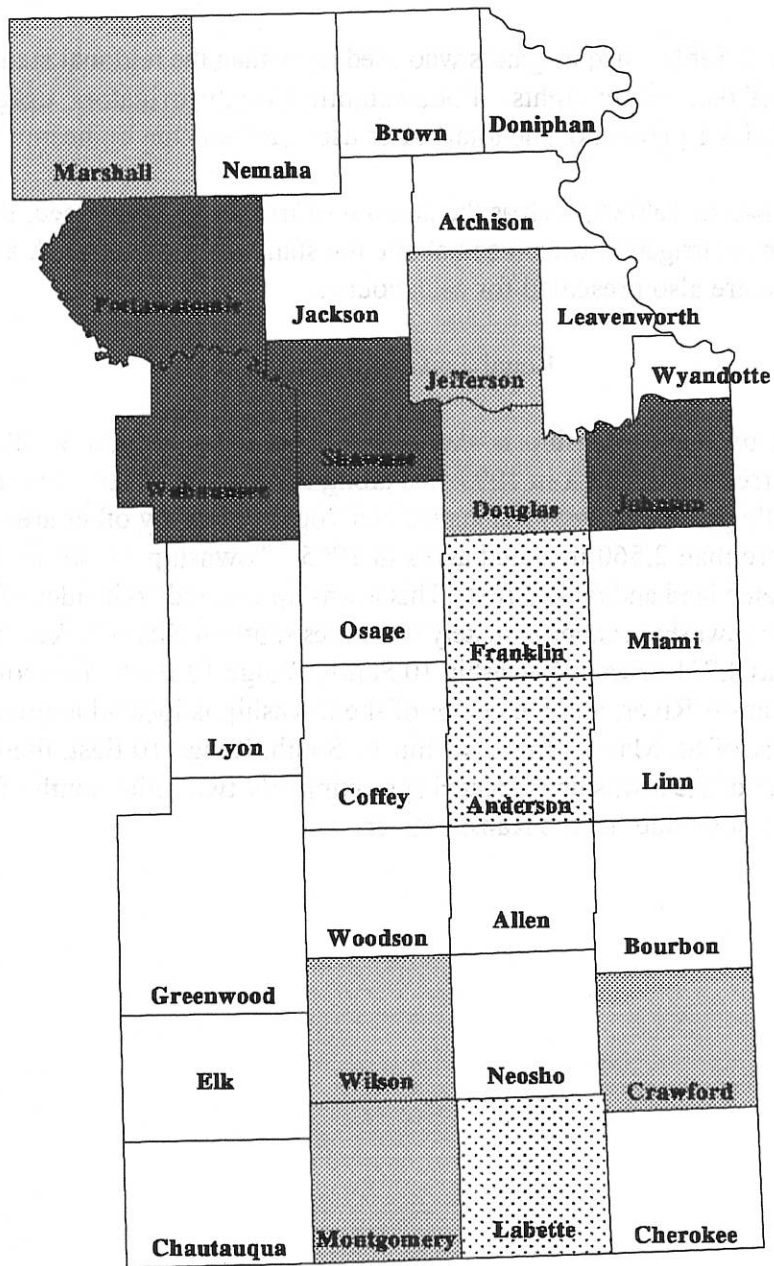 Brown
Doniphan
Marshall
Nemaha
Atchison
Pottawatomie
Jackson
Leavenworth
Jefferson
Wyandotte
Shawnee
Wabaunsee
Douglas
Johnson
Osage
Franklin
Miami
Lyon
Coffey
Anderson
Linn
Woodson
Allen
Bourbon
Greenwood
Elk
Wilson
Neosho
Crawford
Chautauqua
Montgomery
Labette
Cherokee